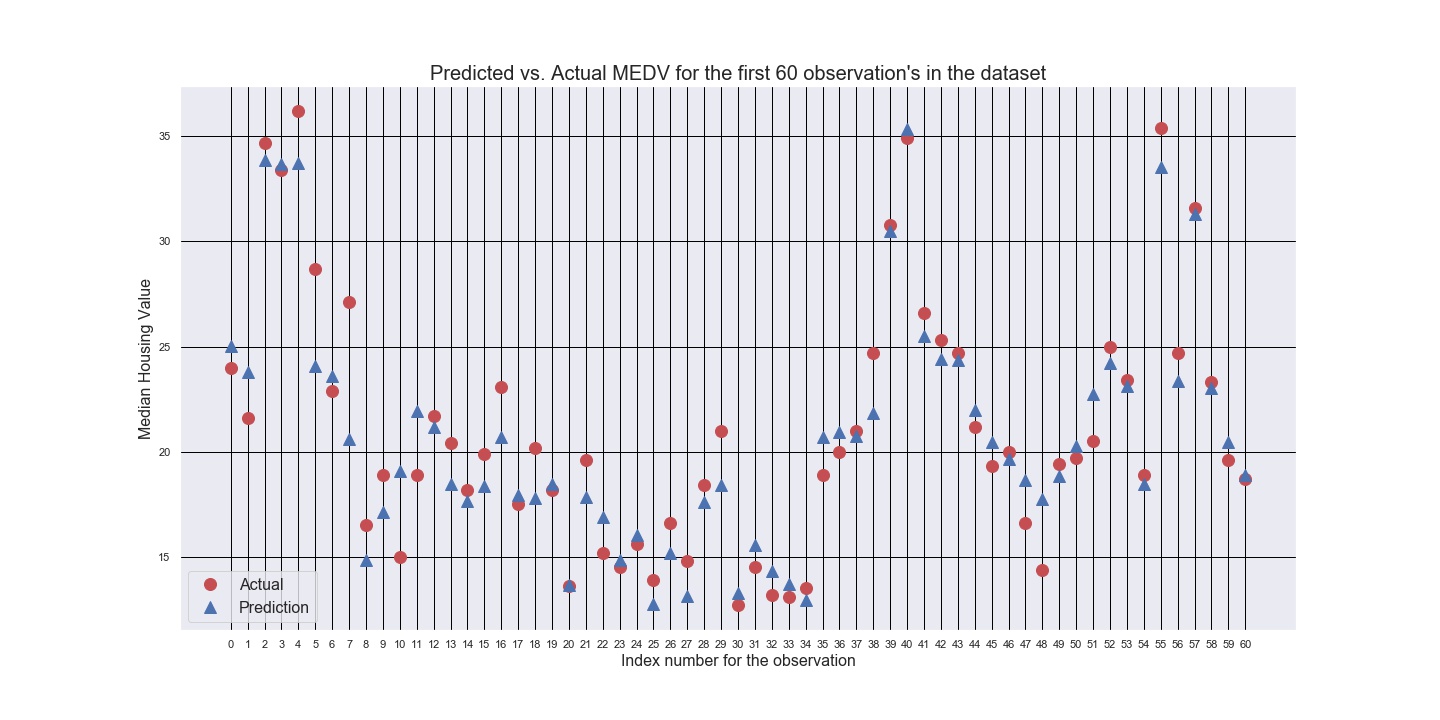 Predicted vs. Actual MEDV for the first 60 observation's in the dataset
Median Housing Value
35
30
25
20
15
Actual
Prediction
0 1 2 3 4 5 6 7 8 9 10 11 12 13 14 15 16 17 18 19 20 21 22 23 24 25 26 27 28 29 30 31 32 33 34 35 36 37 38 39 40 41 42 43 44 45 46 47 48 49 50 51 52 53 54 55 56 57 58 59 60
Index number for the observation